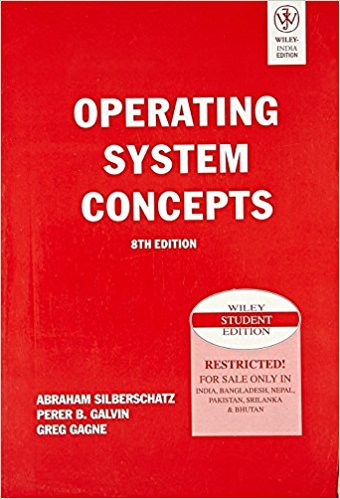 WILEY-
INDIA
EDITION
OPERATING
SYSTEM
CONCEPTS
8TH EDITION
WILEY
STUDENT
EDITION
RESTRICTED!
FOR SALE ONLY IN
INDIA, BANGLADESH, NEPAL,
PAKISTAN, SRILANKA
& BHUTAN
ABRAHAM SILBERSCHATZ
PERER B. GALVIN
GREG GAGNE